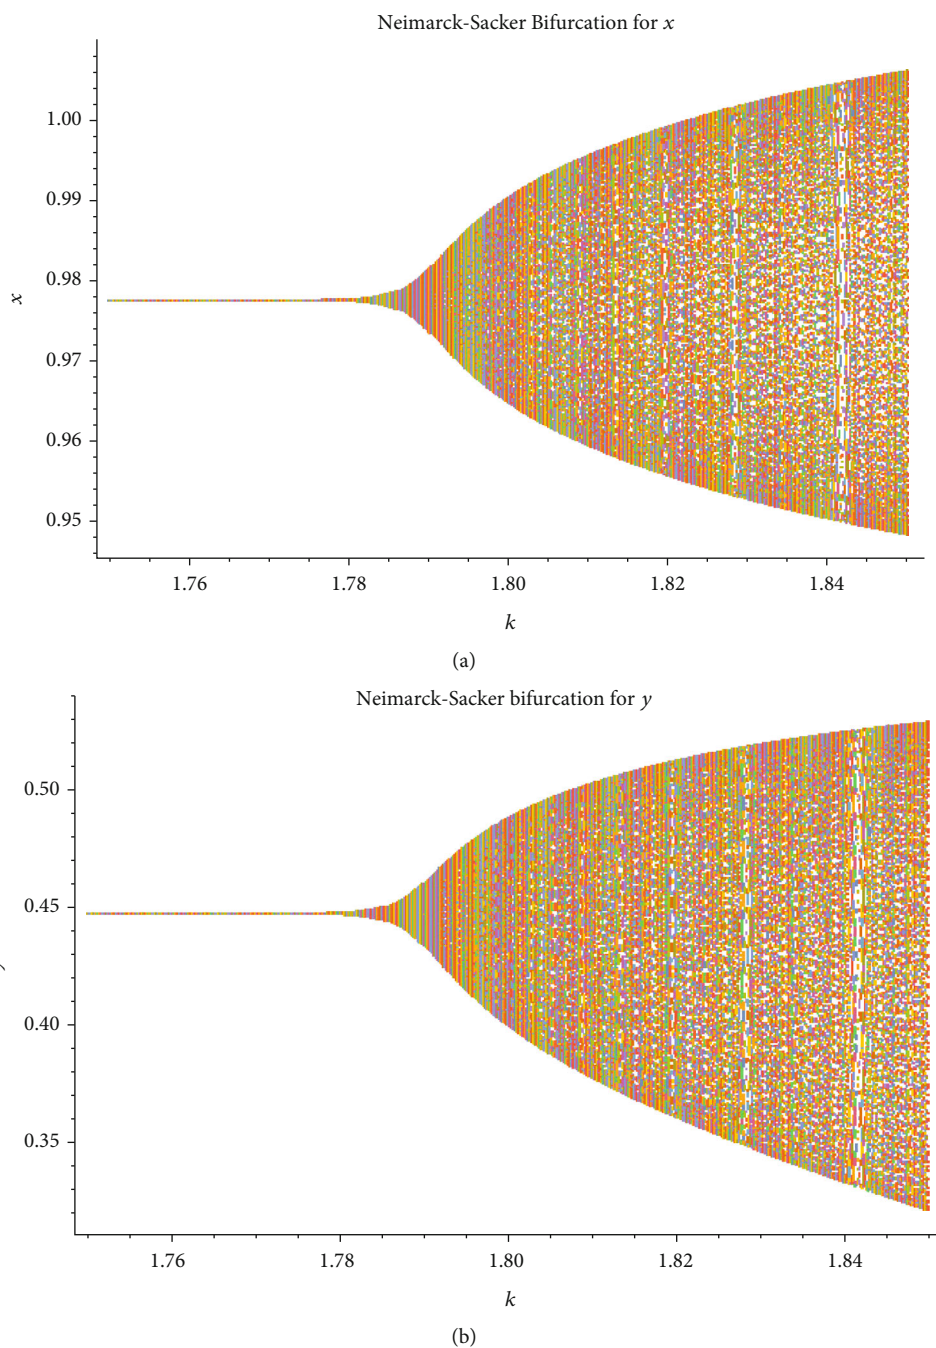 Neimarck-Sacker Bifurcation for x
1.00
0.99
0.98
x
0.97
0.96
0.95
1.76 1.78 1.80 1.82 1.84
k
(a)
Neimarck-Sacker bifurcation for y
0.50
0.45
0.40
0.35
1.76 1.78 1.80 1.82 1.84
k
(b)